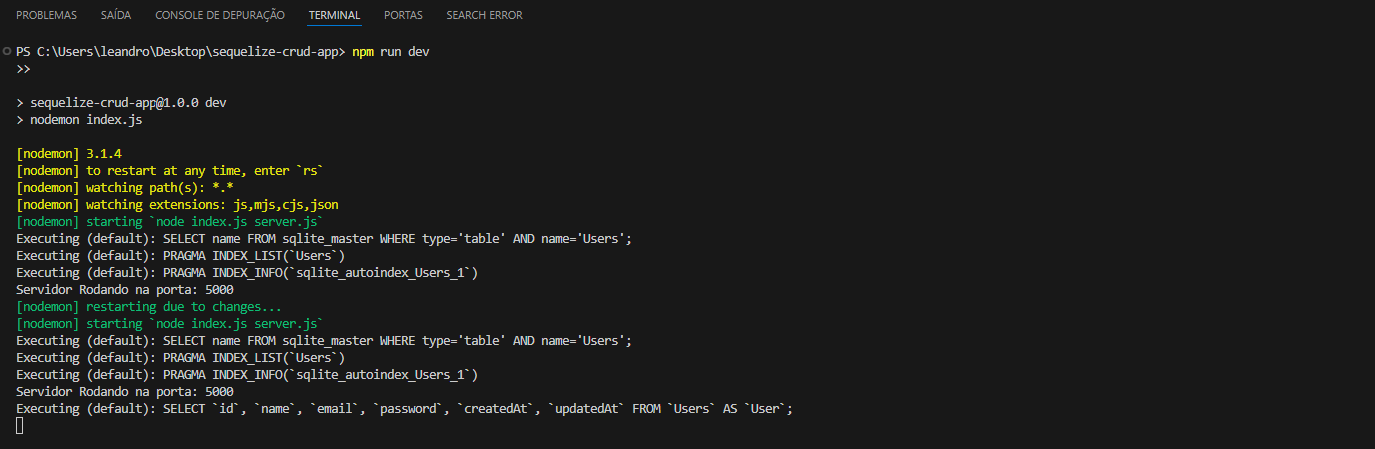 PROBLEMAS SAÍDA CONSOLE DE DEPURAÇÃO TERMINAL PORTAS SEARCH ERROR
PS C:\Users\leandro\Desktop\sequelize-crud-app> npm run dev
>>
> sequelize-crud-app@1.0.0 dev
> nodemon index.js
[nodemon] 3.1.4
[nodemon] to restart at any time, enter `rs`
[nodemon] watching path(s): *.*
[nodemon] watching extensions: js,mjs,cjs,json
[nodemon] starting `node index.js server.js`
Executing (default): SELECT name FROM sqlite_master WHERE type='table' AND name='Users';
Executing (default): PRAGMA INDEX_LIST(`Users`)
Executing (default): PRAGMA INDEX_INFO(`sqlite_autoindex_Users_1`)
Servidor Rodando na porta: 5000
[nodemon] restarting due to changes...
[nodemon] starting `node index.js server.js`
Executing (default): SELECT name FROM sqlite_master WHERE type='table' AND name='Users';
Executing (default): PRAGMA INDEX_LIST(`Users`)
Executing (default): PRAGMA INDEX_INFO(`sqlite_autoindex_Users_1`)
Servidor Rodando na porta: 5000
Executing (default): SELECT `id`, `name`, `email`, `password`, `createdAt`, `updatedAt` FROM `Users` AS `User`;